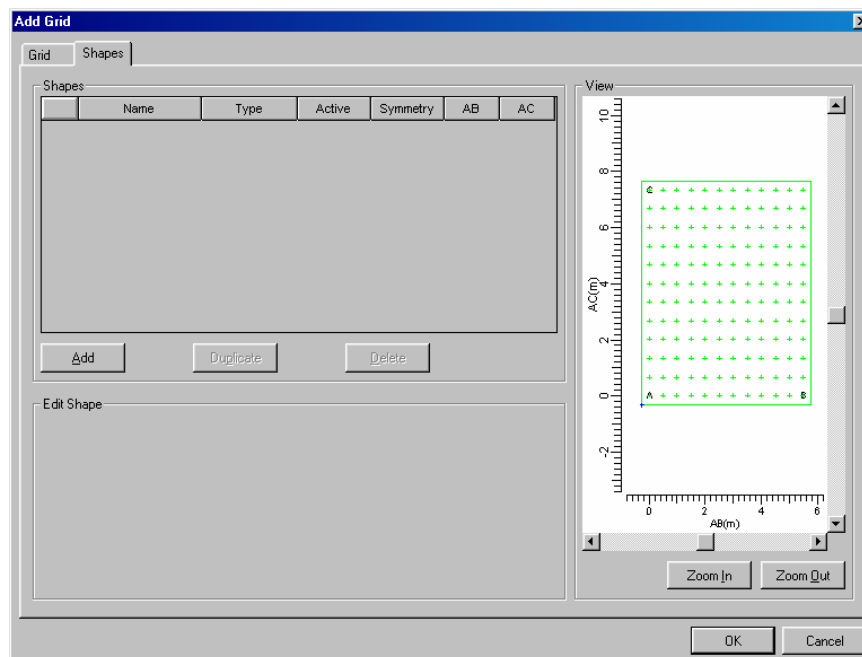 Add Grid
Grid Shapes
Shapes
Name Type Active Symmetry AB AC
Add Duplicate Delete
Edit Shape
View
10
8
6
4
2
0
-2
AC(m)
C
A B
0 2 4 6
AB(m)
Zoom In Zoom Out
OK Cancel